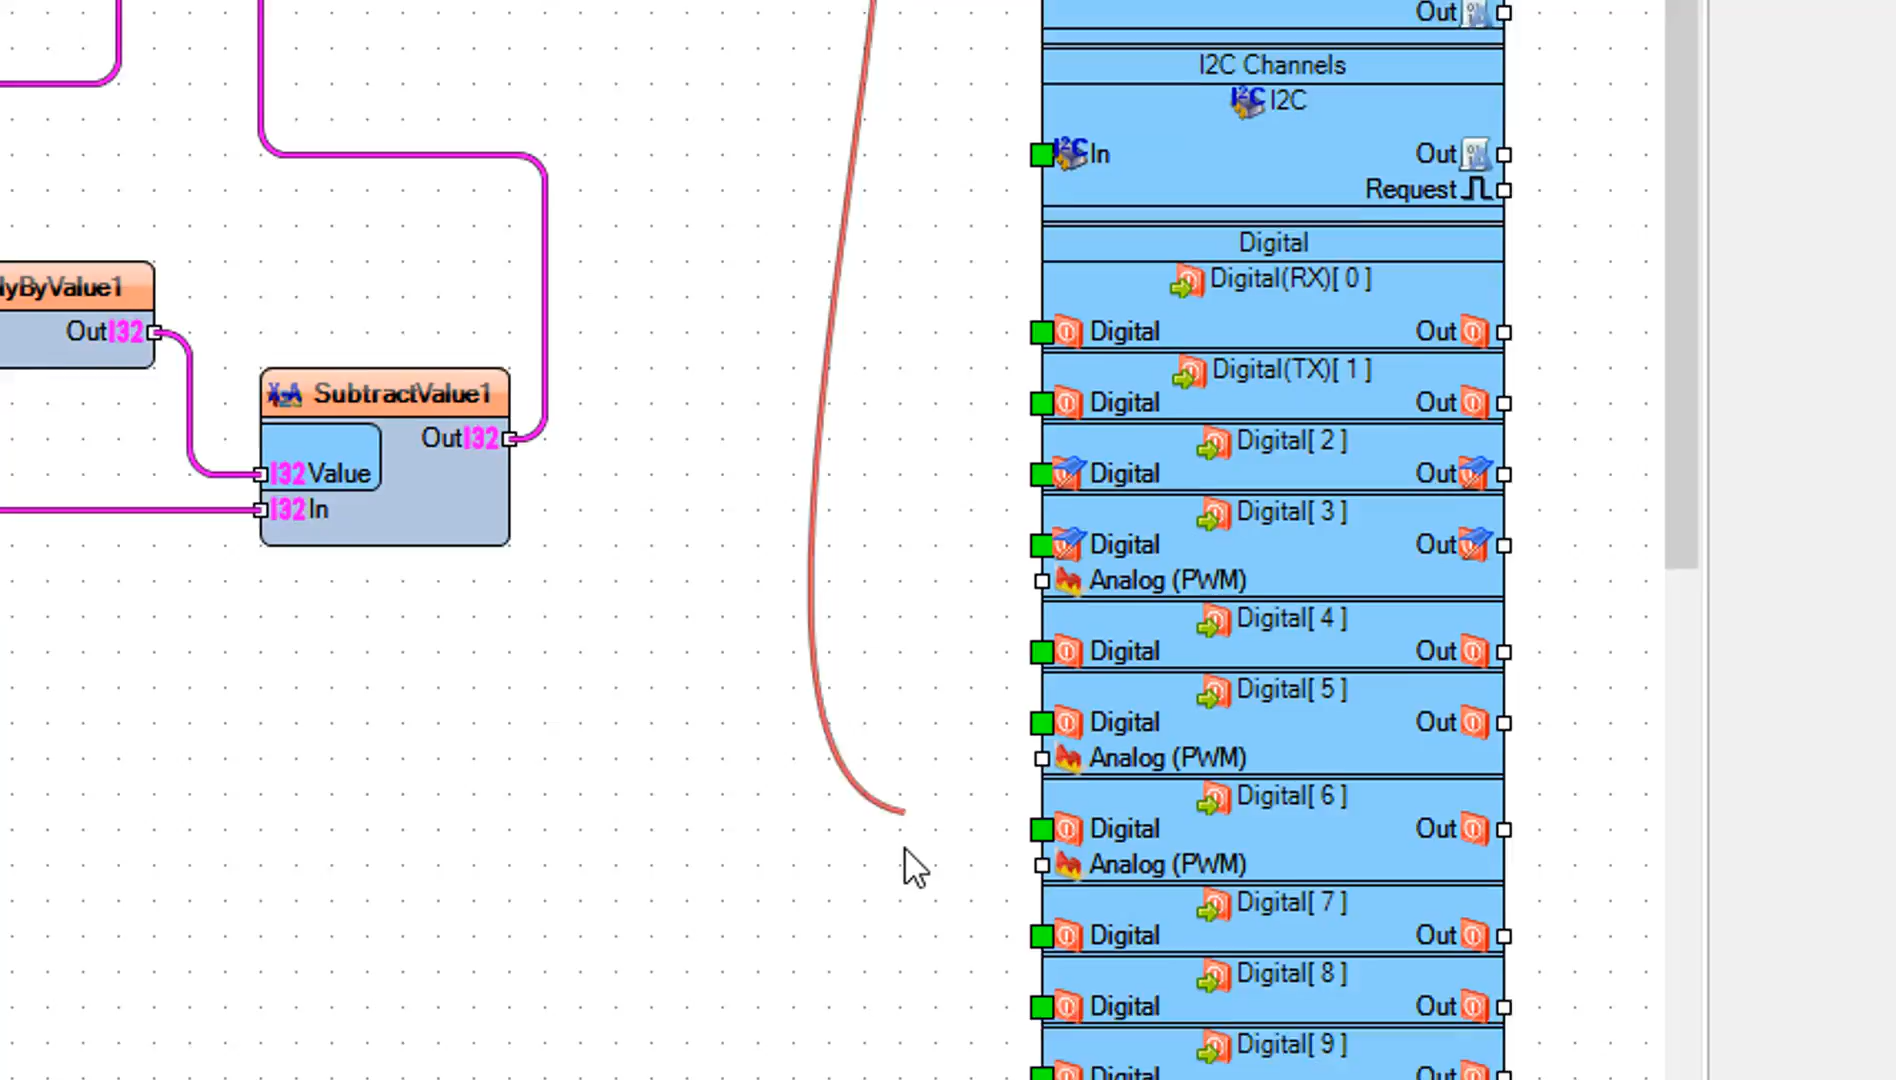 Out
I2C Channels
I2C I2C
I2C In
Out
Request
Digital
Digital(RX)[ 0 ]
Digital
Out
Digital(TX)[ 1 ]
Digital
Out
Digital[ 2 ]
Digital
Out
Digital[ 3 ]
Digital
Out
Analog (PWM)
Digital[ 4 ]
Digital
Out
Digital[ 5 ]
Digital
Out
Analog (PWM)
Digital[ 6 ]
Digital
Out
Analog (PWM)
Digital[ 7 ]
Digital
Out
Digital[ 8 ]
Digital
Out
Digital[ 9 ]
Digital
Out
lyByValue1
Out I32
SubtractValue1
Out I32
I32 Value
I32 In